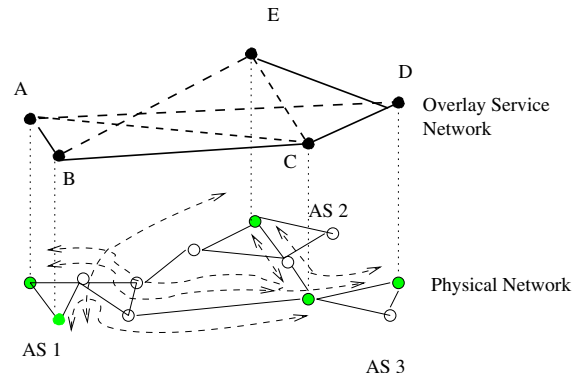 E
D
A
Overlay Service
Network
B
C
AS 2
Physical Network
AS 1
AS 3